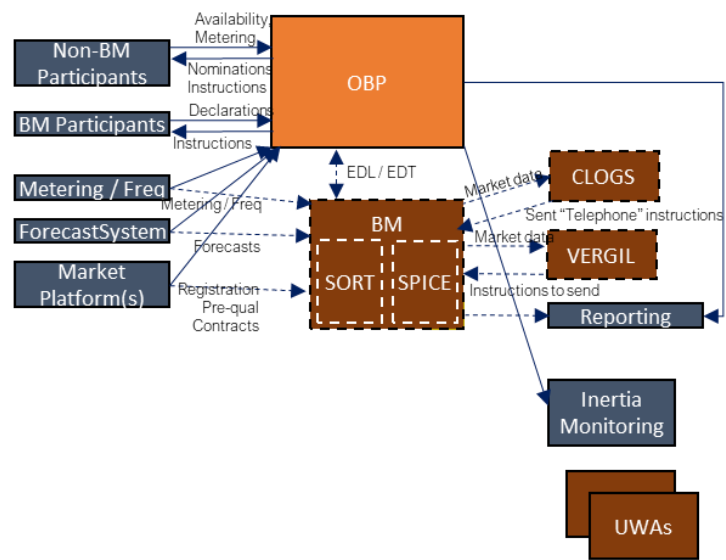 Availability,
Metering
Non-BM
Participants
Nominations
Instructions
OBP
Declarations
BM Participants
Instructions
EDL / EDT
Market data
CLOGS
Metering / Freq
Metering / Freq
BM
Sent “Telephone” instructions
ForecastSystem
Forecasts
Market data
VERGIL
Market
Platform(s)
SORT
SPICE
Registration
Pre-qual
Contracts
Instructions to send
Reporting
Inertia
Monitoring
UWAs